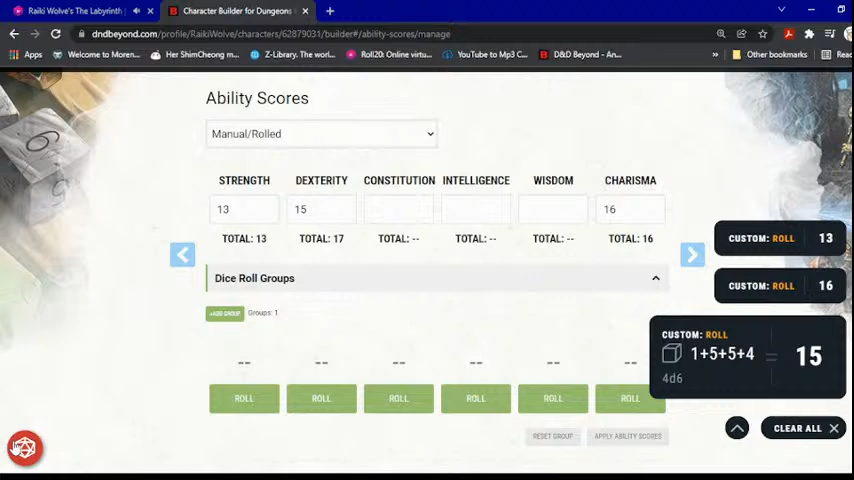 Raiki Wolve's The Labyrinth
Character Builder for Dungeons
dndbeyond.com/profile/RaikiWolve/characters/62879031/builder#/ability-scores/manage
Apps
Welcome to Moren...
Her ShimCheong m...
Z-Library. The worl...
Roll20: Online virtu...
YouTube to Mp3 C...
D&D Beyond - An...
»
Other bookmarks
Rea
Ability Scores
Manual/Rolled
STRENGTH DEXTERITY CONSTITUTION INTELLIGENCE WISDOM CHARISMA
13 15 16
TOTAL: 13 TOTAL: 17 TOTAL: -- TOTAL: -- TOTAL: -- TOTAL: 16
CUSTOM: ROLL 13
Dice Roll Groups
CUSTOM: ROLL 16
+ADD GROUP Groups: 1
CUSTOM: ROLL
1+5+5+4 = 15
4d6
-- -- -- -- -- --
ROLL ROLL ROLL ROLL ROLL ROLL
CLEAR ALL
RESET GROUP APPLY ABILITY SCORES